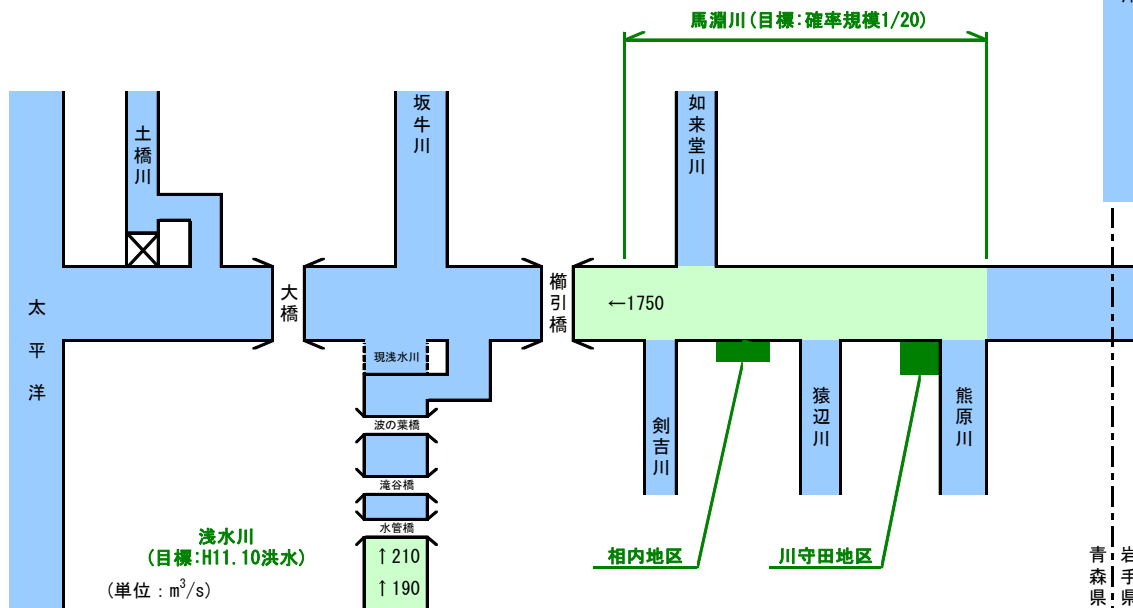 馬淵川(目標:確率規模1/20)
土橋川
坂牛川
如来堂川
太平洋
大橋
櫛引橋
←1750
現浅水川
波の葉橋
滝谷橋
水管橋
剣吉川
猿辺川
熊原川
浅水川
(目標:H11.10洪水)
(単位:m³/s)
↑210
↑190
相内地区
川守田地区
青森県
岩手県